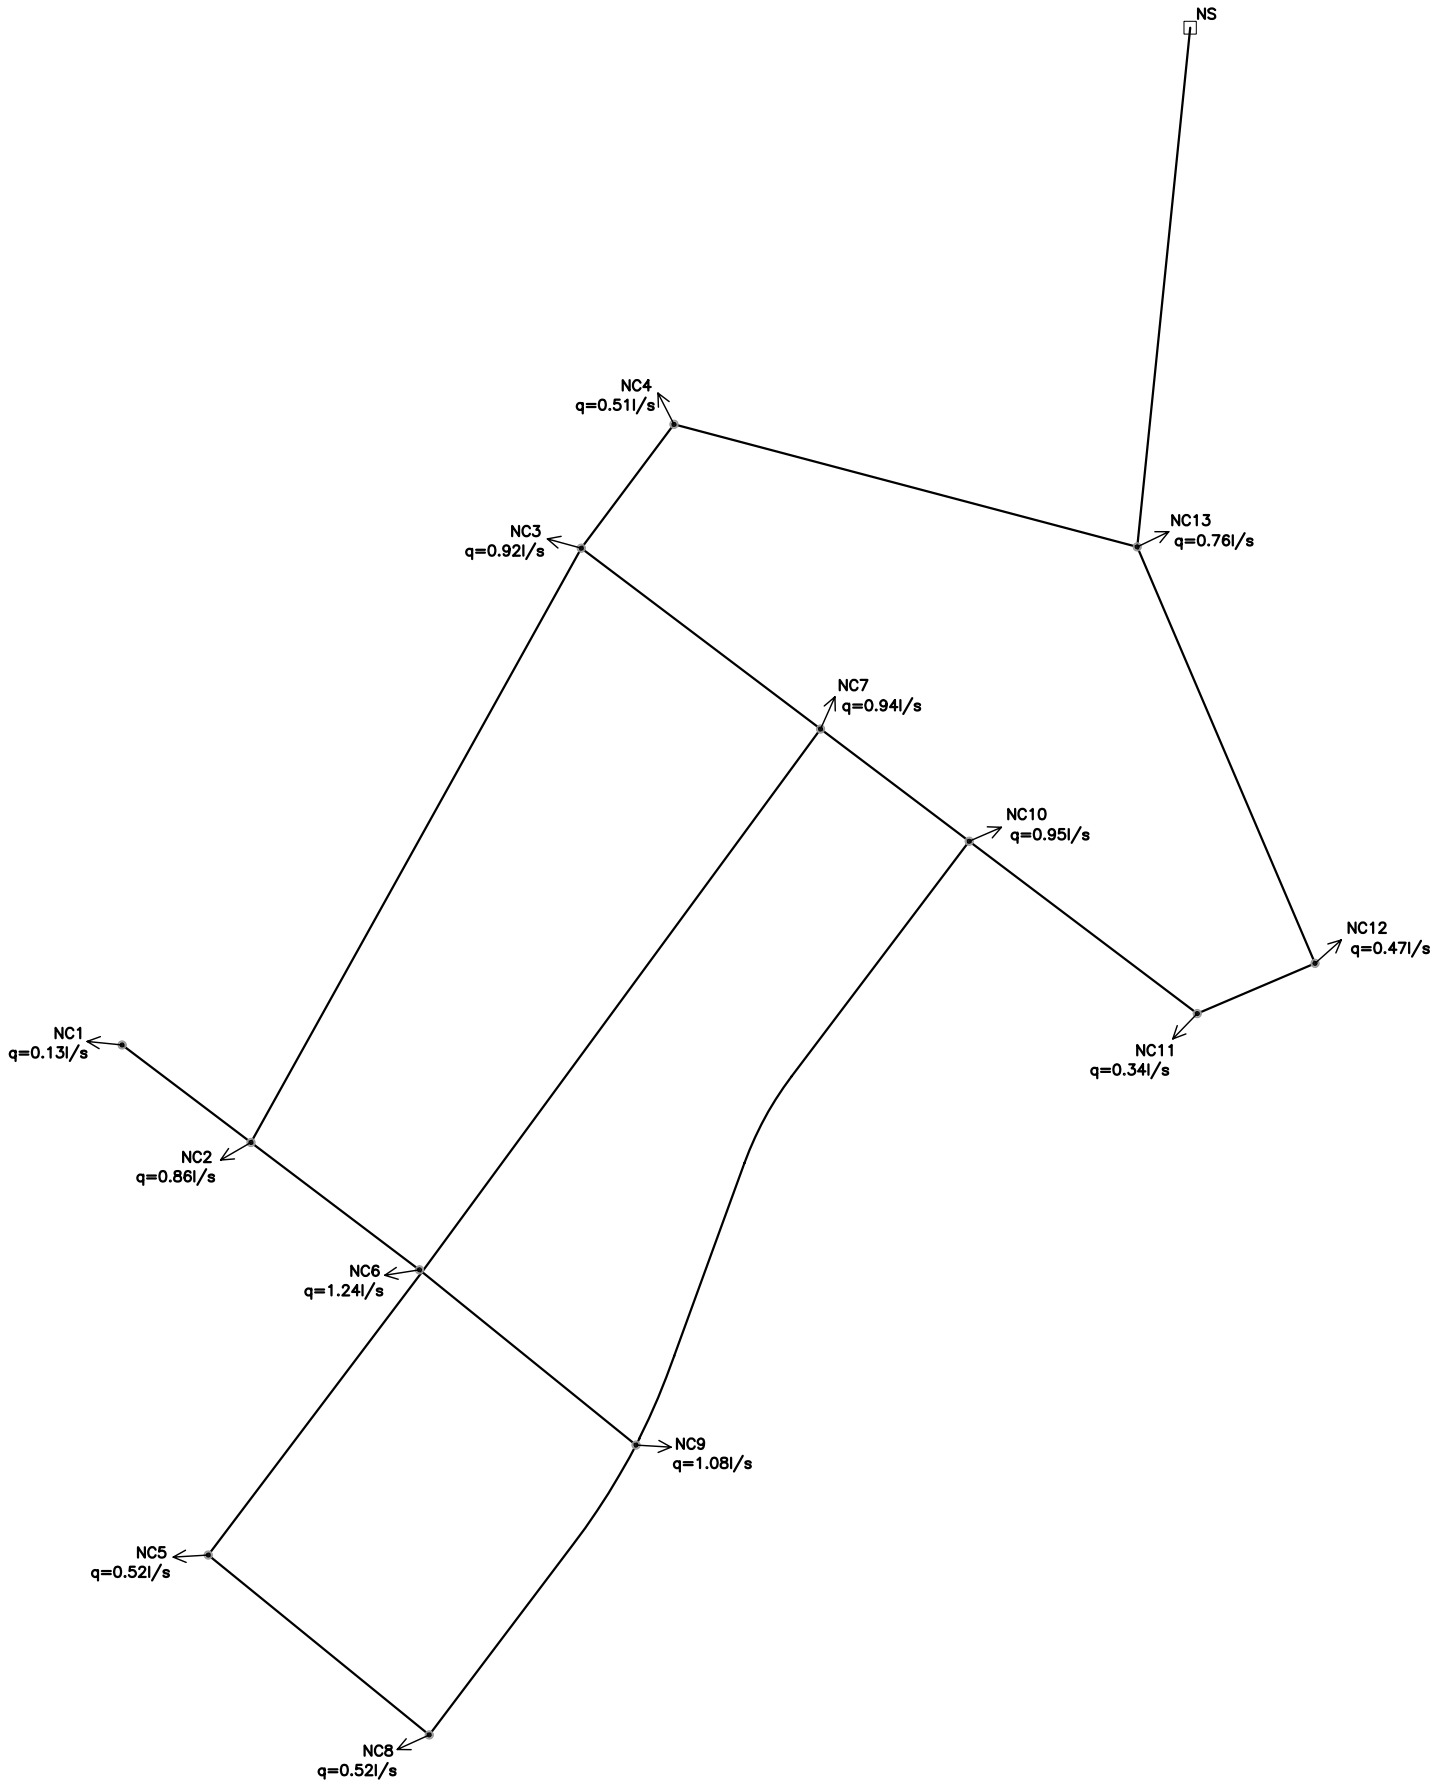 NS
NC4
q=0.51l/s
NC13
q=0.76l/s
NC3
q=0.92l/s
NC7
q=0.94l/s
NC10
q=0.95l/s
NC12
q=0.47l/s
NC1
q=0.13l/s
NC11
q=0.34l/s
NC2
q=0.86l/s
NC6
q=1.24l/s
NC9
q=1.08l/s
NC5
q=0.52l/s
NC8
q=0.52l/s